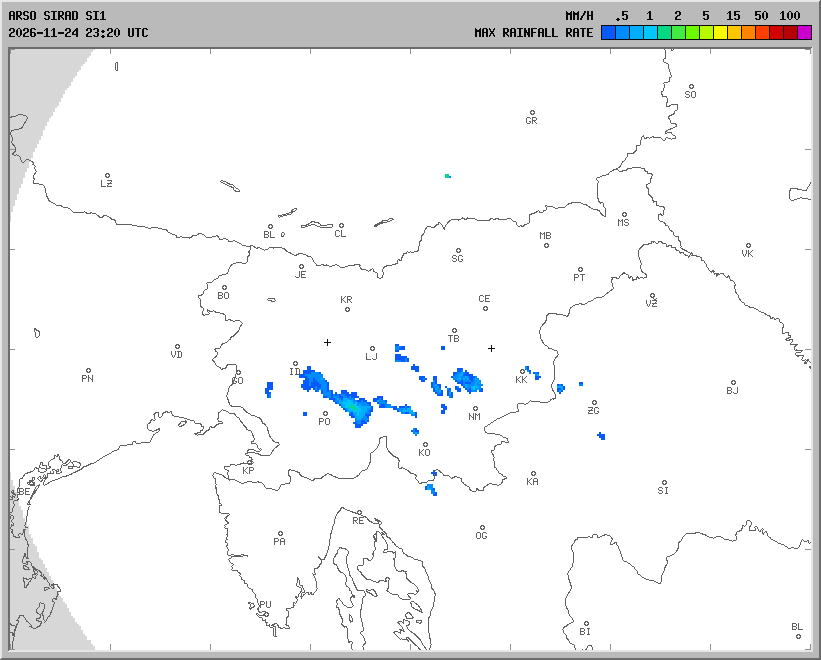 ARSO SIRAD SI1
2026-11-24 23:20 UTC
MM/H .5 1 2 5 15 50 100
MAX RAINFALL RATE
SO
GR
LZ
MS
BL
CL
MB
VK
SG
JE
PT
BO
KR
CE
VZ
TB
VD
LJ
ID
PN
GO
KK
BJ
ZG
NM
PO
KO
KP
KA
BE
SI
RE
OG
PA
PU
BI
BL